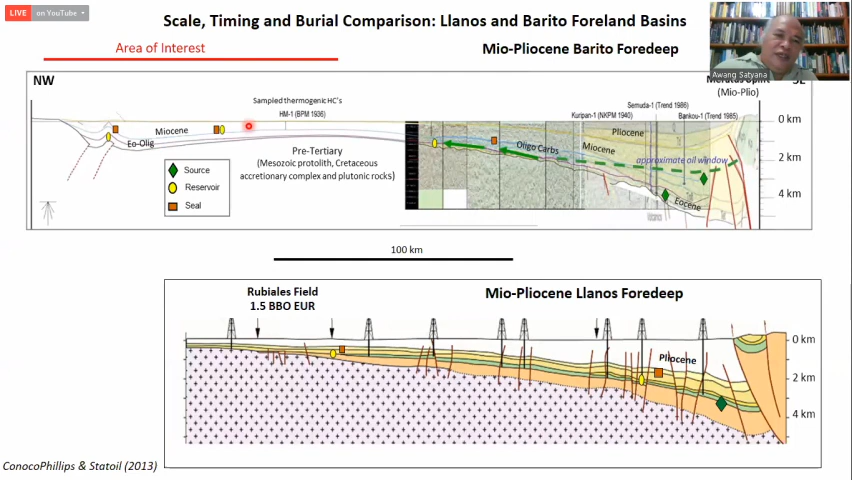 LIVE
en YouTube
Scale, Timing and Burial Comparison: Llanos and Barito Foreland Basins
Area of Interest
Mio-Pliocene Barito Foredeep
Awang Satyana
NW
(Mio-Plio)
Sampled thermogenic HC's
HM-1 (BPM 1936)
Semuda-1 (Trend 1986)
Kuripan-1 (NKPM 1940)
Bankou-1 (Trend 1985)
0 km
Miocene
Eo-Olig
Pliocene
Miocene
Oligo Carbs
approximate oil window
2 km
Pre-Tertiary
(Mesozoic protolith, Cretaceous
accretionary complex and plutonic rocks)
Source
Reservoir
Seal
4 km
Eocene
100 km
Rubiales Field
1.5 BBO EUR
Mio-Pliocene Llanos Foredeep
0 km
Pliocene
2 km
4 km
ConocoPhillips & Statoil (2013)